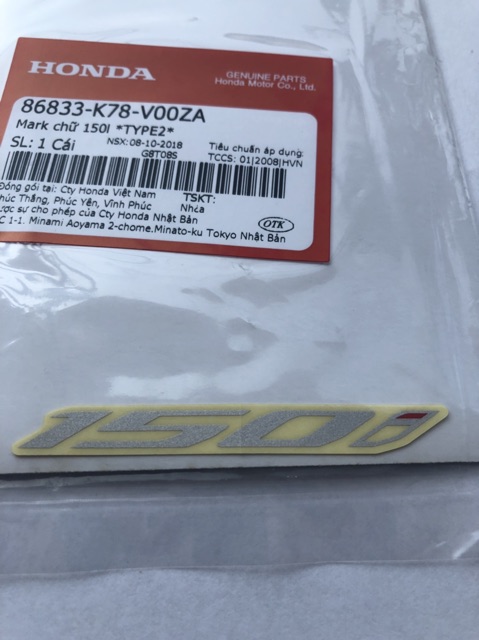 HONDA
GENUINE PARTS
Honda Motor Co., Ltd.
86833-K78-V00ZA
Mark chữ 150I *TYPE2*
SL: 1 Cái
NSX: 08-10-2018
Tiêu chuẩn áp dụng:
GBT08S
TCCS: 01|2008|HVN
Đóng gói tại: Cty Honda Việt Nam
TSKT:
húc Thắng, Phúc Yên, Vĩnh Phúc
Nhựa
ược sự cho phép của Cty Honda Nhật Bản
C 1-1. Minami Aoyama 2-chome.Minato-ku Tokyo Nhật Bản
OTK
150i